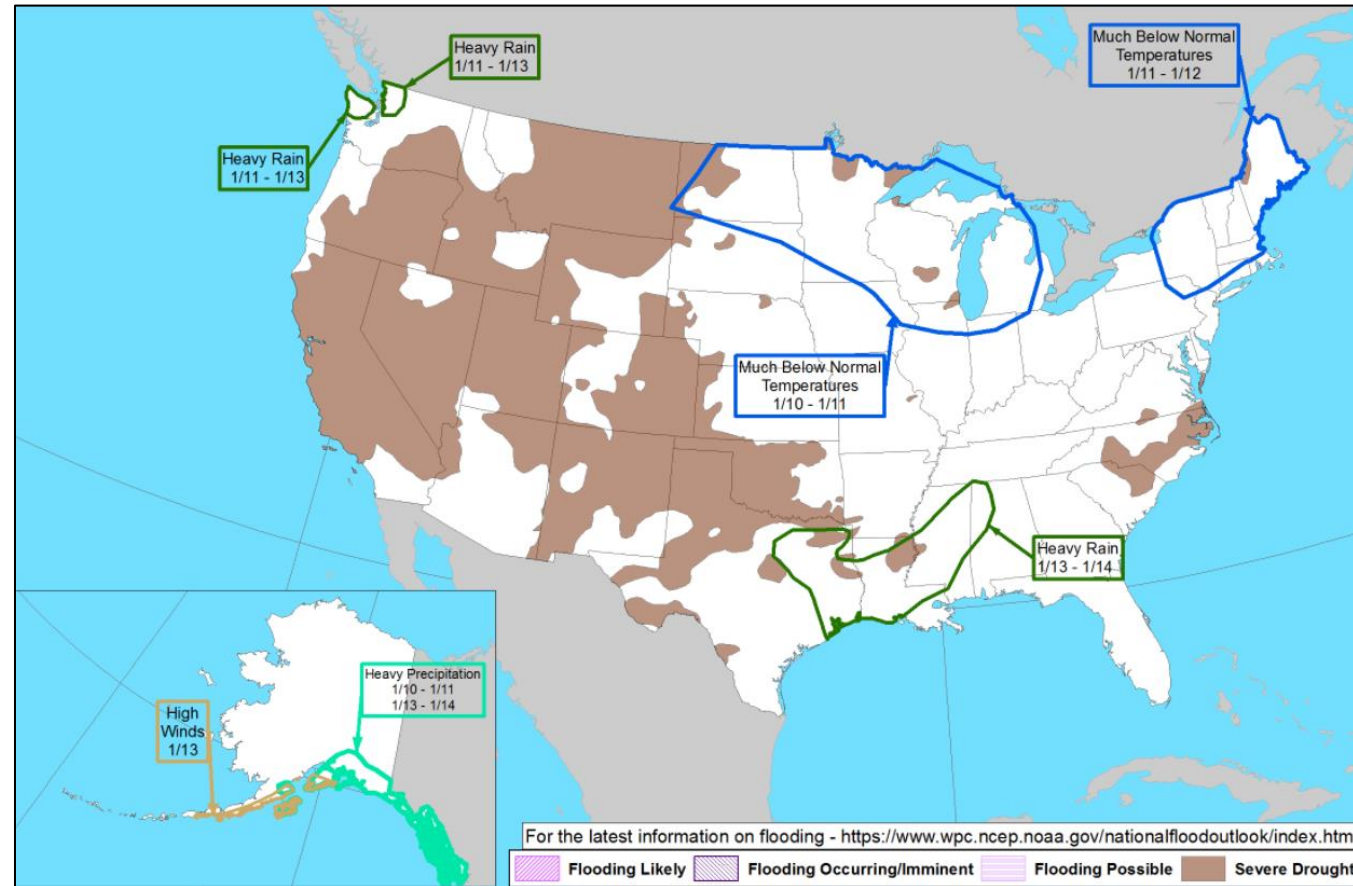 Heavy Rain
1/11 - 1/13
Much Below Normal
Temperatures
1/11 - 1/12
Heavy Rain
1/11 - 1/13
Much Below Normal
Temperatures
1/10 - 1/11
Heavy Rain
1/13 - 1/14
Heavy Precipitation
1/10 - 1/11
1/13 - 1/14
High
Winds
1/13
For the latest information on flooding - https://www.wpc.ncep.noaa.gov/nationalfloodoutlook/index.htm
Flooding Likely Flooding Occurring/Imminent Flooding Possible Severe Drought